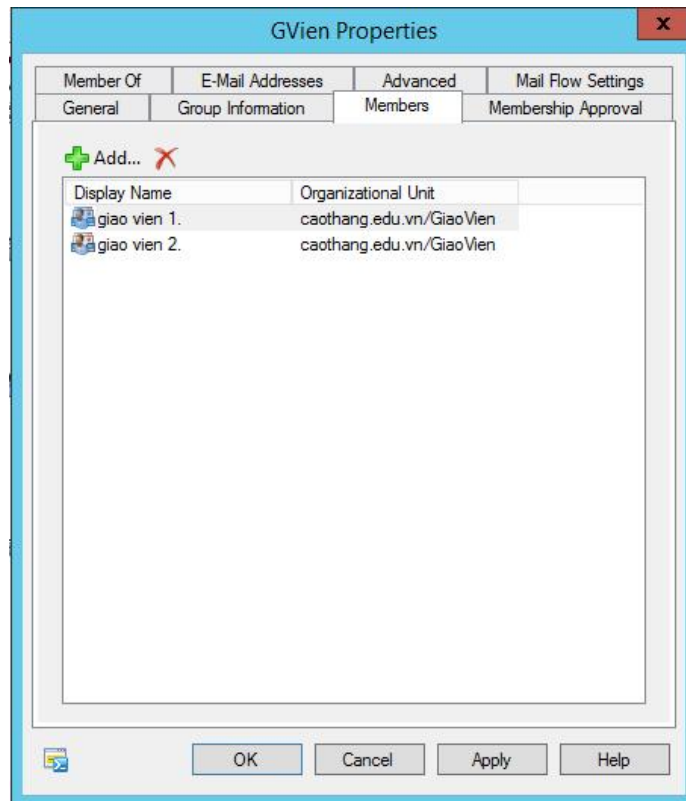 GVien Properties
x
Member Of E-Mail Addresses Advanced Mail Flow Settings
General Group Information Members Membership Approval
Add...
Display Name Organizational Unit
giao vien 1. caothang.edu.vn/GiaoVien
giao vien 2. caothang.edu.vn/GiaoVien
OK Cancel Apply Help